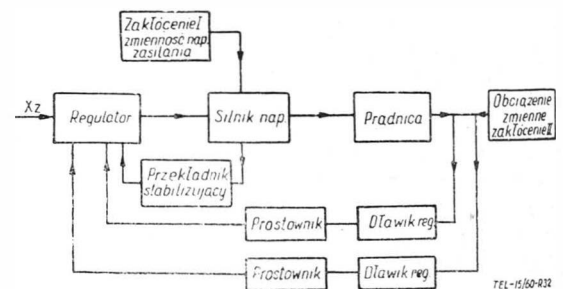 Zakłócenie I
zmienność nap.
zasilania
Xz
Regulator
Silnik nap.
Prądnica
Obciążenie
zmienne
zakłócenie II
Przekładnik
stabilizujący
Prostownik
Dławik reg.
Prostownik
Dławik reg.
TEL-15/60-R32